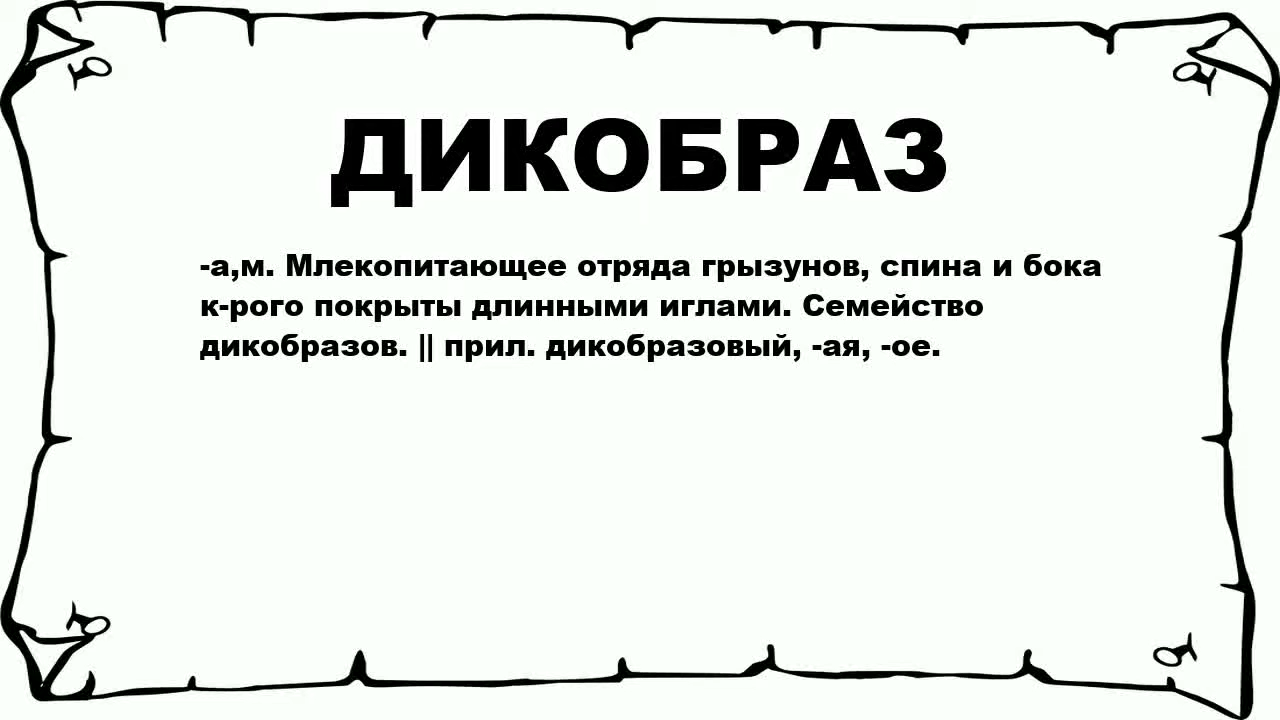 ДИКОБРАЗ
-а,м. Млекопитающее отряда грызунов, спина и бока
к-рого покрыты длинными иглами. Семейство
дикобразов. || прил. дикобразовый, -ая, -ое.